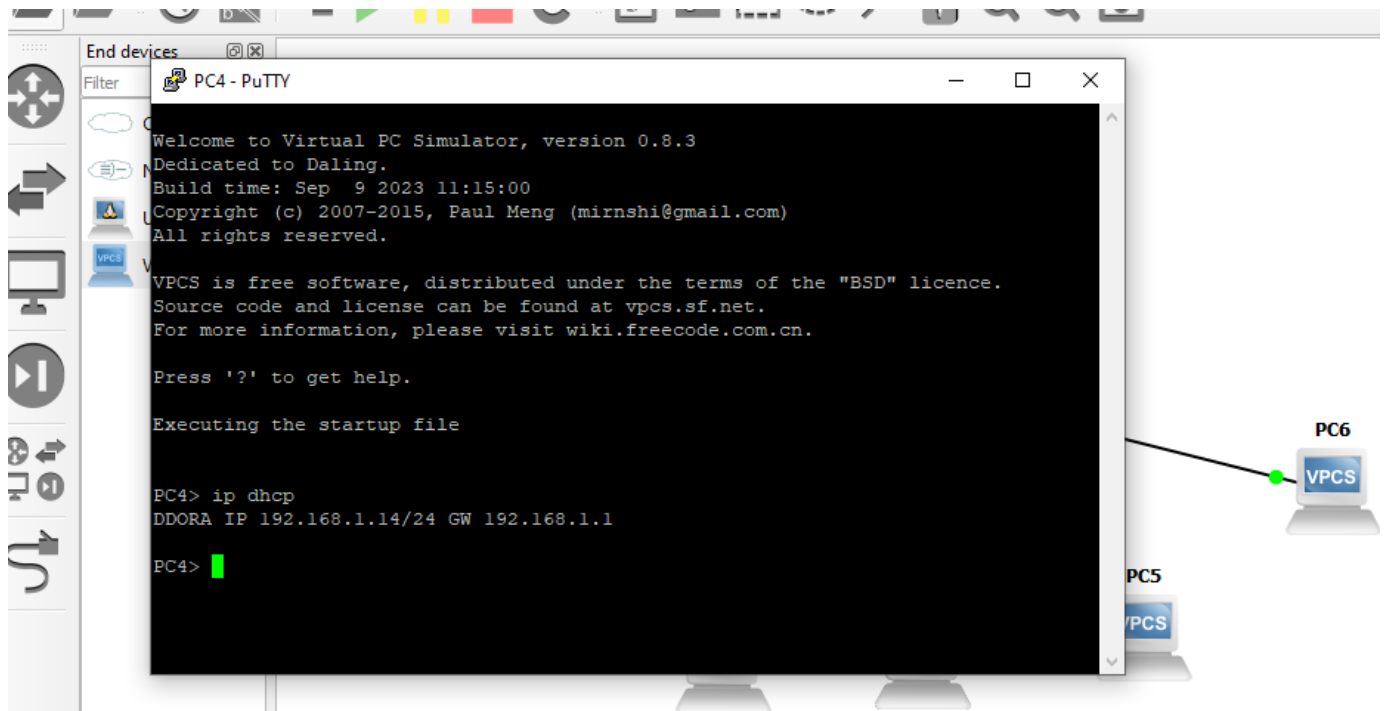 End devices
Filter
PC4 - PuTTY
Welcome to Virtual PC Simulator, version 0.8.3
Dedicated to Daling.
Build time: Sep  9 2023 11:15:00
Copyright (c) 2007-2015, Paul Meng (mirnshi@gmail.com)
All rights reserved.
VPCS is free software, distributed under the terms of the "BSD" licence.
Source code and license can be found at vpcs.sf.net.
For more information, please visit wiki.freecode.com.cn.
Press '?' to get help.
Executing the startup file
PC4> ip dhcp
DDORA IP 192.168.1.14/24 GW 192.168.1.1
PC4>
VPCS
PC6
VPCS
PC5
VPCS